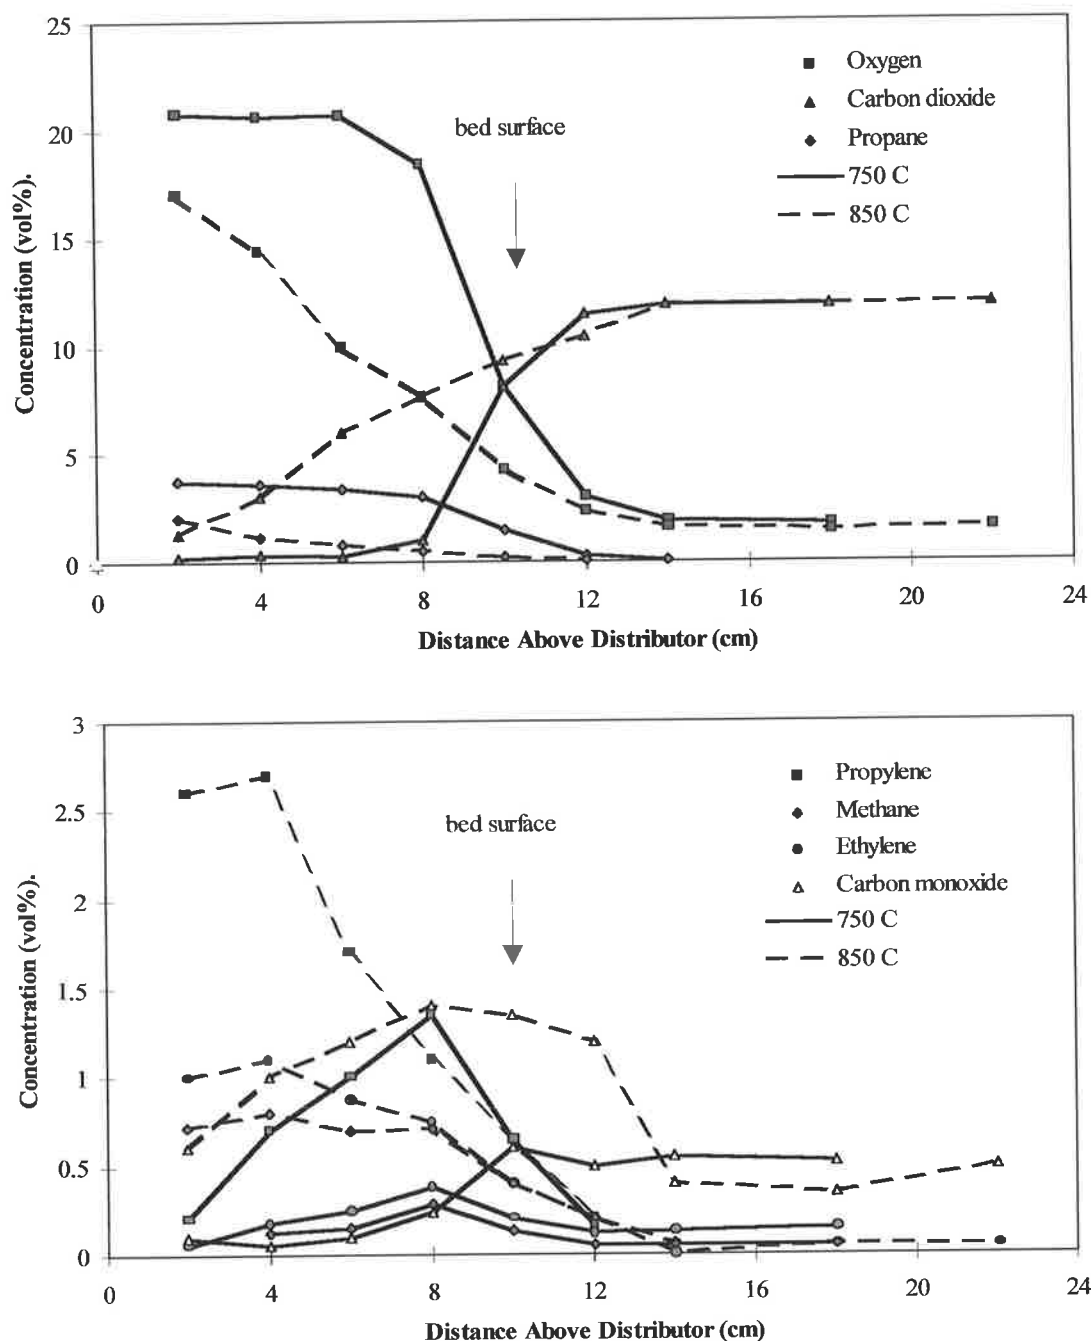 25
20
15
10
5
0
Concentration (vol%).
Oxygen
Carbon dioxide
Propane
750 C
850 C
bed surface
0 4 8 12 16 20 24
Distance Above Distributor (cm)
3
2.5
2
1.5
1
0.5
0
Concentration (vol%).
Propylene
Methane
Ethylene
Carbon monoxide
750 C
850 C
bed surface
0 4 8 12 16 20 24
Distance Above Distributor (cm)